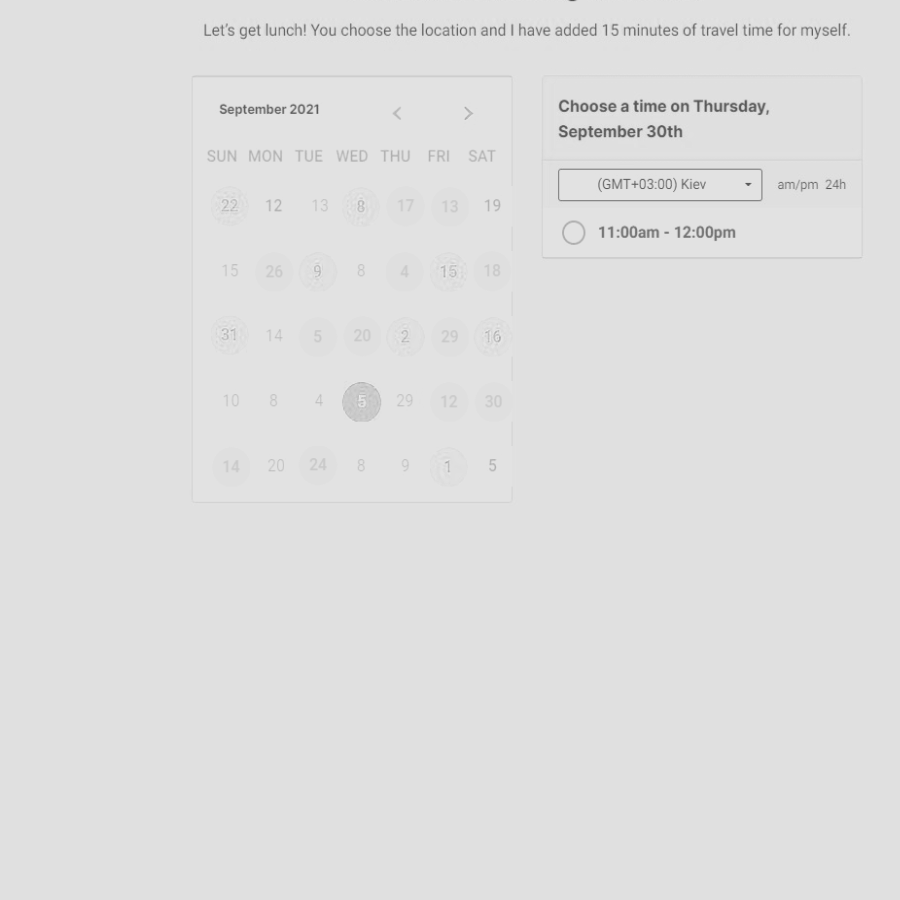 Let's get lunch! You choose the location and I have added 15 minutes of travel time for myself.
September 2021
SUN MON TUE WED THU FRI SAT
22 12 13 8 17 13 19
15 26 9 8 4 15 18
31 14 5 20 2 29 16
10 8 4 5 29 12 30
14 20 24 8 9 1 5
Choose a time on Thursday,
September 30th
(GMT+03:00) Kiev am/pm 24h
11:00am - 12:00pm